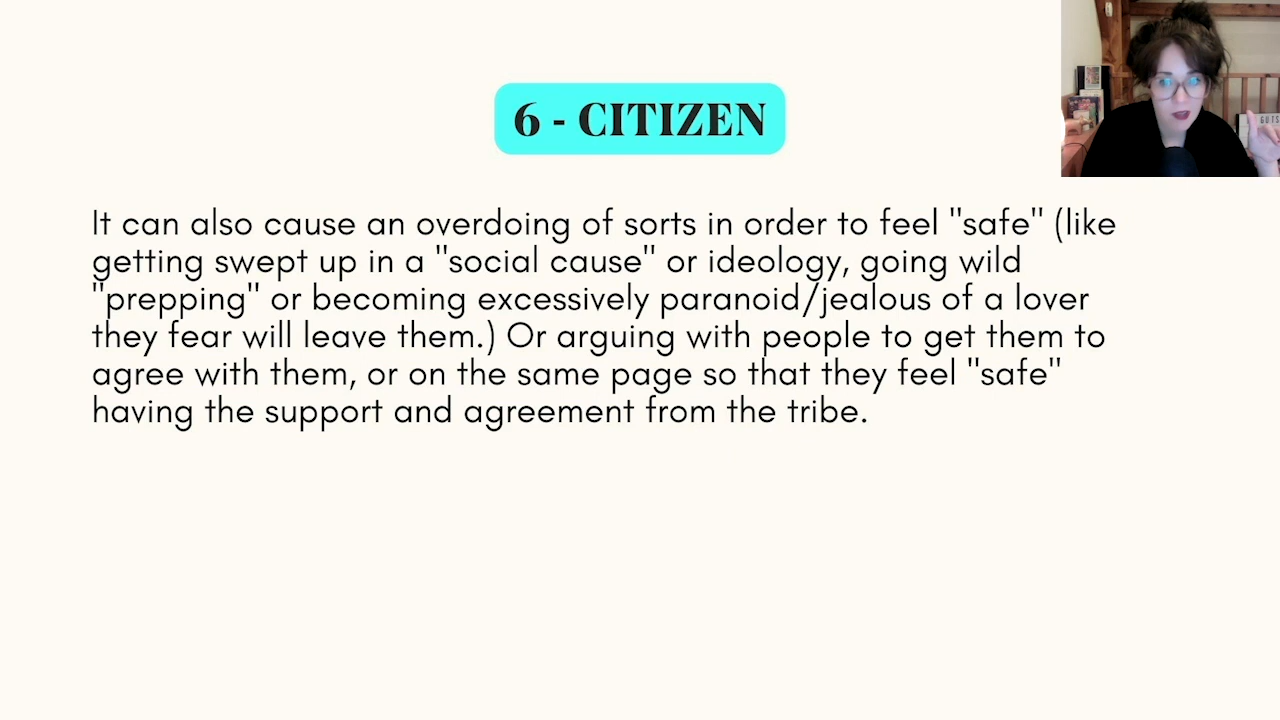 6 - CITIZEN
It can also cause an overdoing of sorts in order to feel "safe" (like
getting swept up in a "social cause" or ideology, going wild
"prepping" or becoming excessively paranoid/jealous of a lover
they fear will leave them.) Or arguing with people to get them to
agree with them, or on the same page so that they feel "safe"
having the support and agreement from the tribe.
GUTS